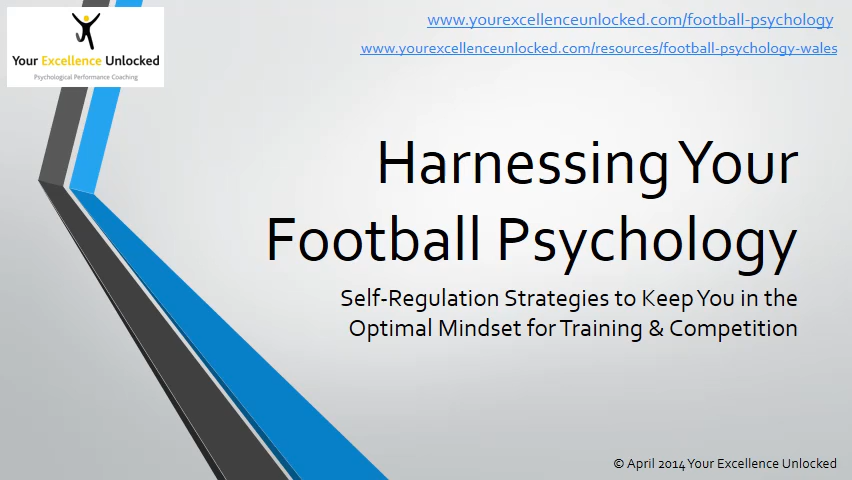 Your Excellence Unlocked
Psychological Performance Coaching
www.yourexcellenceunlocked.com/football-psychology
www.yourexcellenceunlocked.com/resources/football-psychology-wales
Harnessing Your
Football Psychology
Self-Regulation Strategies to Keep You in the
Optimal Mindset for Training & Competition
© April 2014 Your Excellence Unlocked